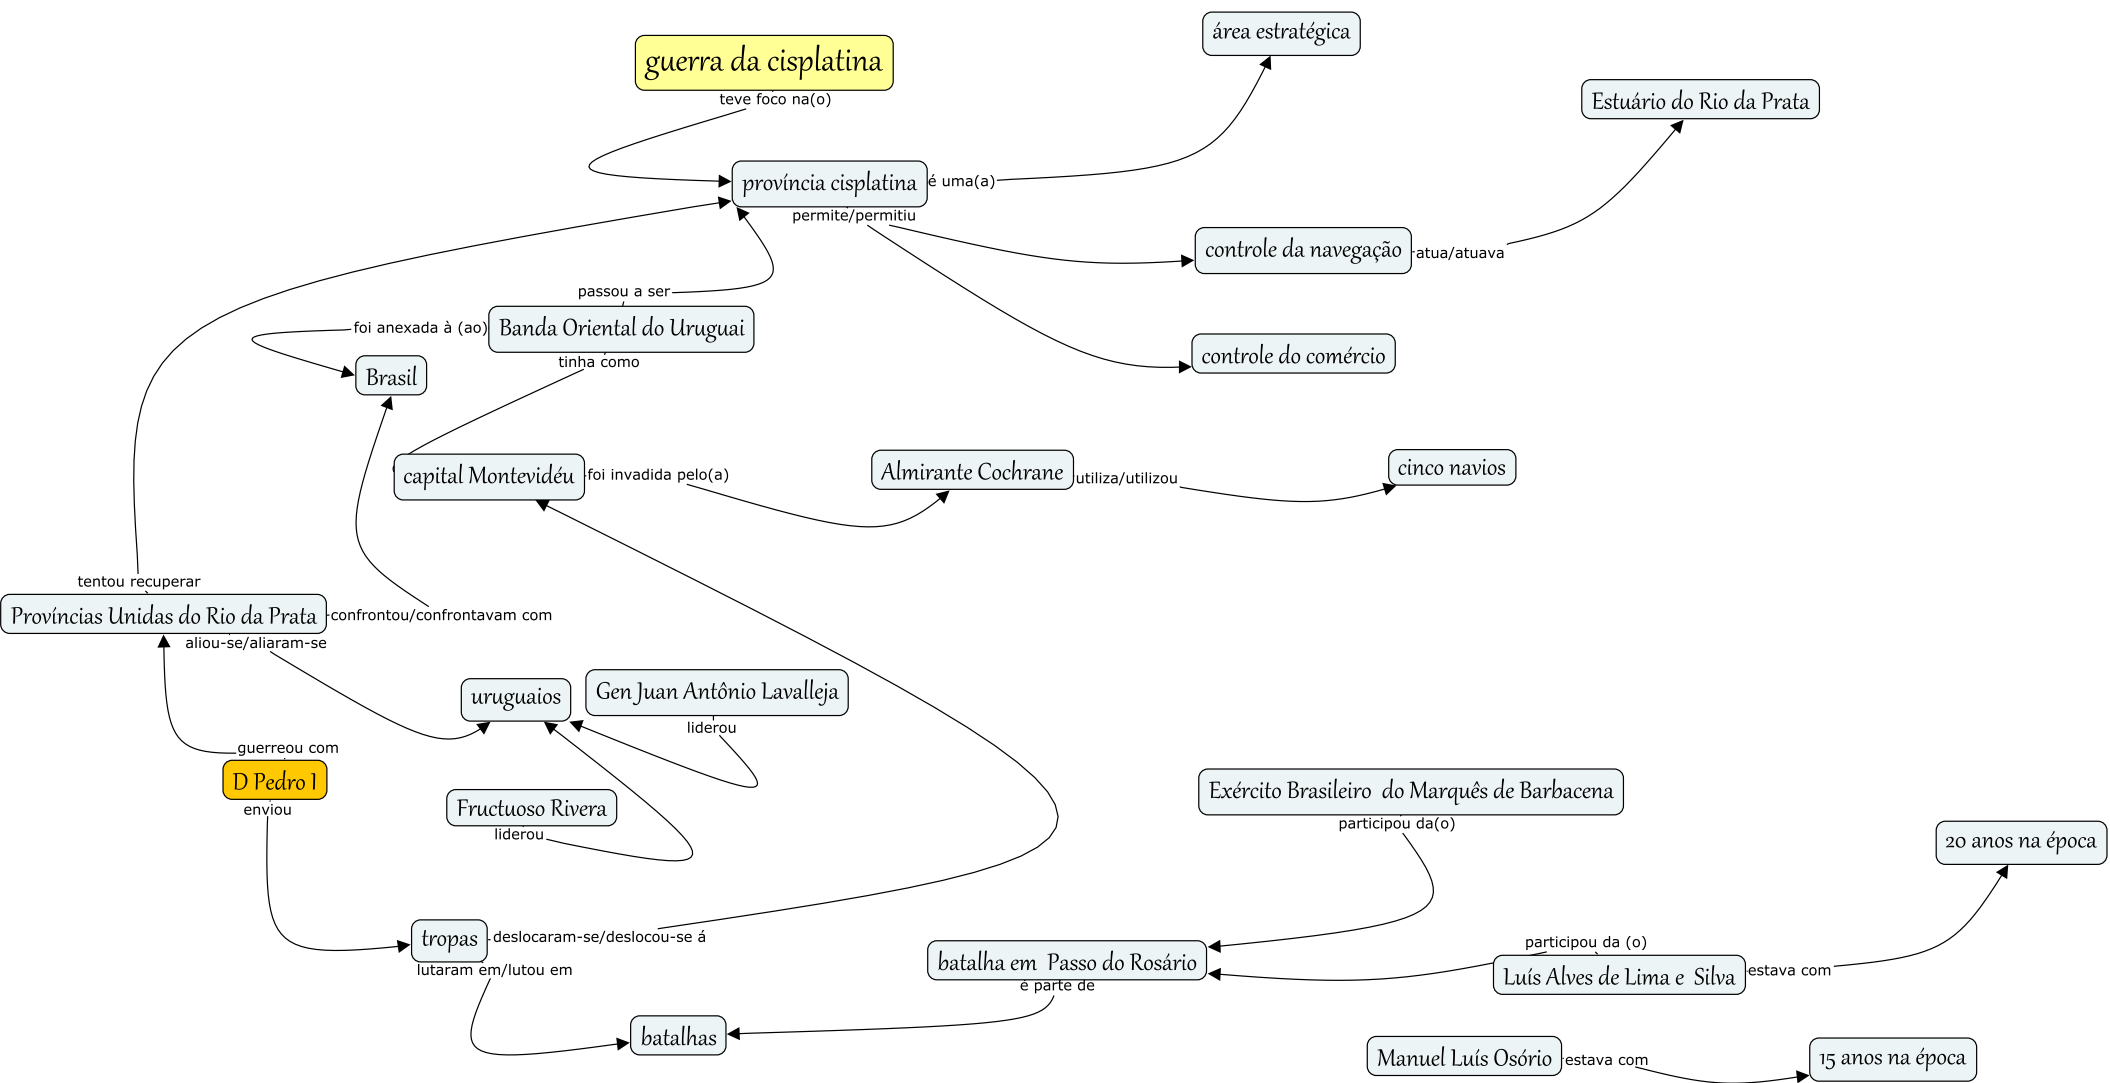 guerra da cisplatina
teve foco na(o)
área estratégica
Estuário do Rio da Prata
província cisplatina
é uma(a)
permite/permitiu
controle da navegação
atua/atuava
passou a ser
foi anexada à (ao)
Banda Oriental do Uruguai
tinha como
controle do comércio
Brasil
capital Montevidéu
foi invadida pelo(a)
Almirante Cochrane
utiliza/utilizou
cinco navios
tentou recuperar
Províncias Unidas do Rio da Prata
confrontou/confrontavam com
aliou-se/aliaram-se
uruguaios
Gen Juan Antônio Lavalleja
liderou
guerreou com
D Pedro I
enviou
Fructuoso Rivera
liderou
Exército Brasileiro do Marquês de Barbacena
participou da(o)
20 anos na época
tropas
deslocaram-se/deslocou-se á
lutaram em/lutou em
batalha em Passo do Rosário
é parte de
participou da (o)
Luís Alves de Lima e Silva
estava com
batalhas
Manuel Luís Osório
estava com
15 anos na época